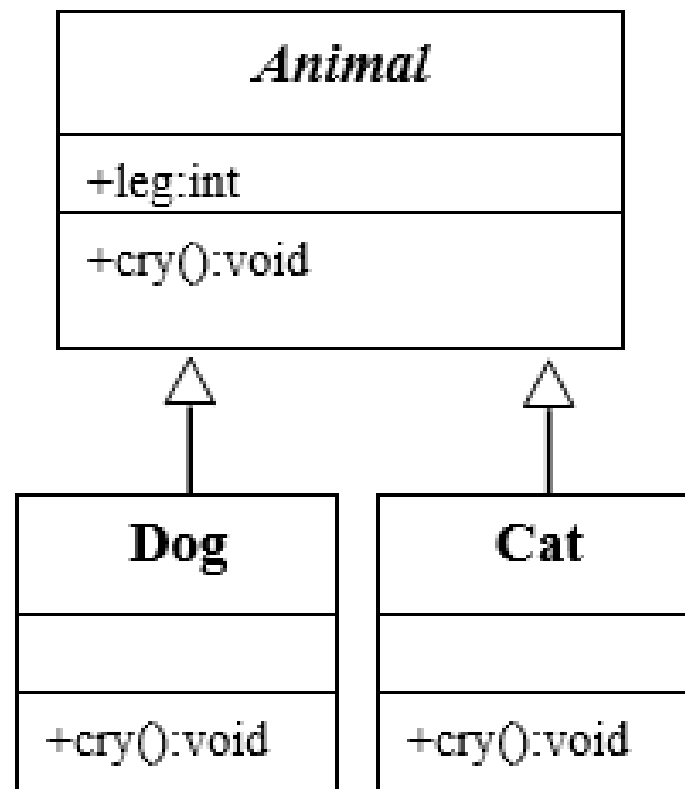 Animal
+leg:int
+cry():void
Dog
+cry():void
Cat
+cry():void